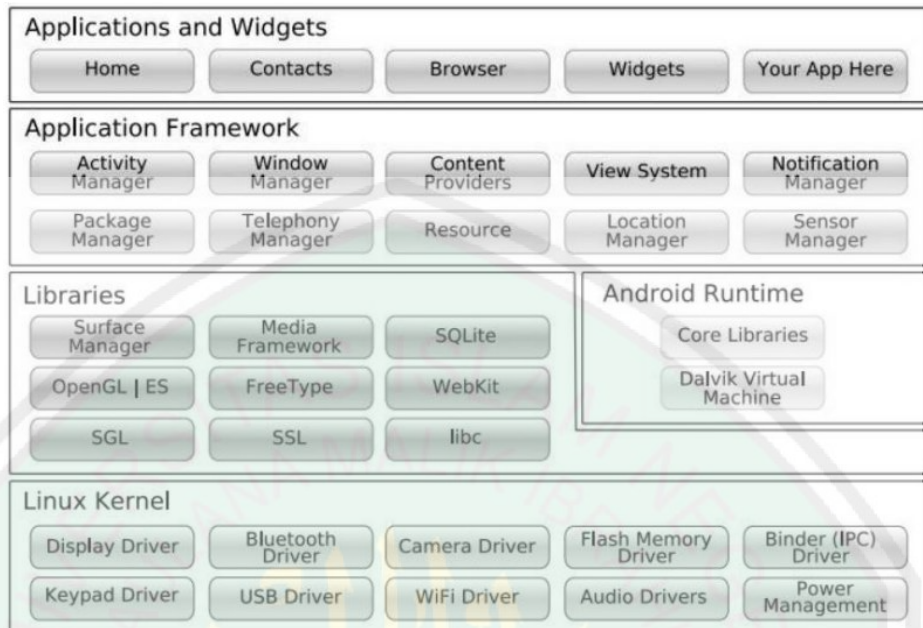 Applications and Widgets
Home Contacts Browser Widgets Your App Here
Application Framework
Activity Manager Window Manager Content Providers View System Notification Manager
Package Manager Telephony Manager Resource Location Manager Sensor Manager
Libraries
Surface Manager Media Framework SQLite
OpenGL | ES FreeType WebKit
SGL SSL libc
Android Runtime
Core Libraries
Dalvik Virtual Machine
Linux Kernel
Display Driver Bluetooth Driver Camera Driver Flash Memory Driver Binder (IPC) Driver
Keypad Driver USB Driver WiFi Driver Audio Drivers Power Management